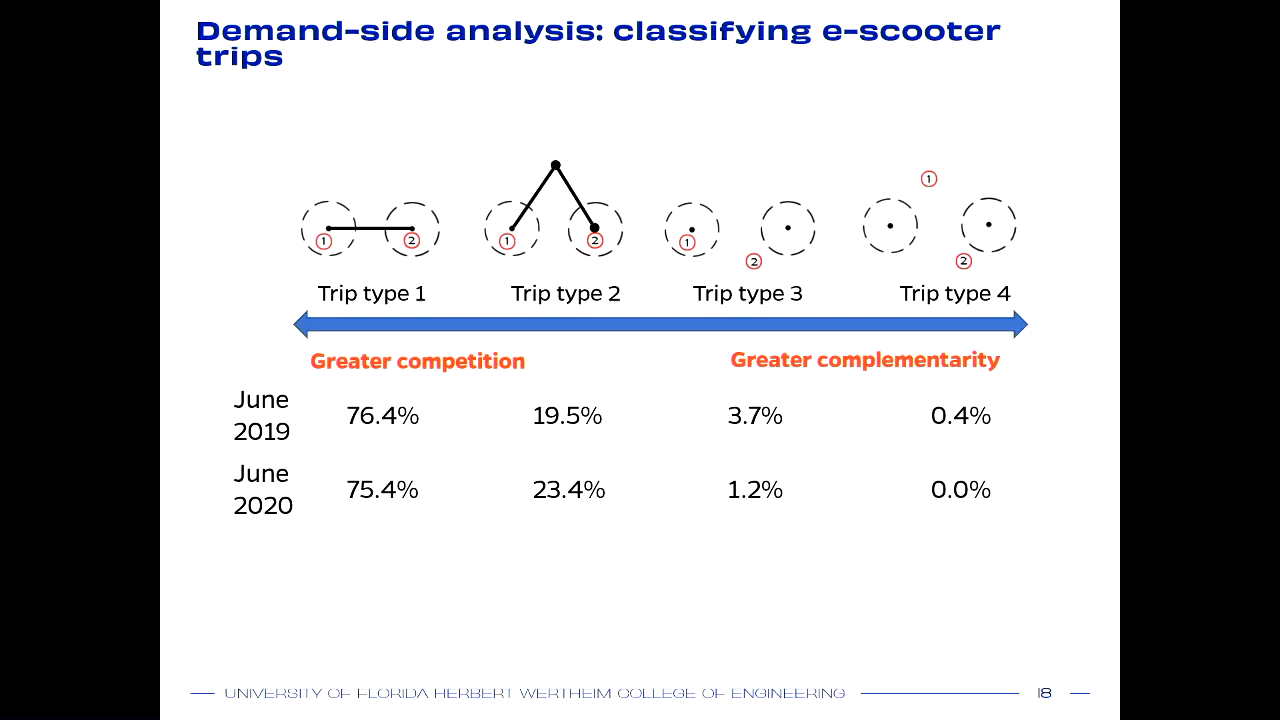 Demand-side analysis: classifying e-scooter
trips
1 2 1 2 1 2 1 2
Trip type 1 Trip type 2 Trip type 3 Trip type 4
Greater competition Greater complementarity
June
2019 76.4% 19.5% 3.7% 0.4%
June
2020 75.4% 23.4% 1.2% 0.0%
UNIVERSITY OF FLORIDA HERBERT WERTHEIM COLLEGE OF ENGINEERING 18